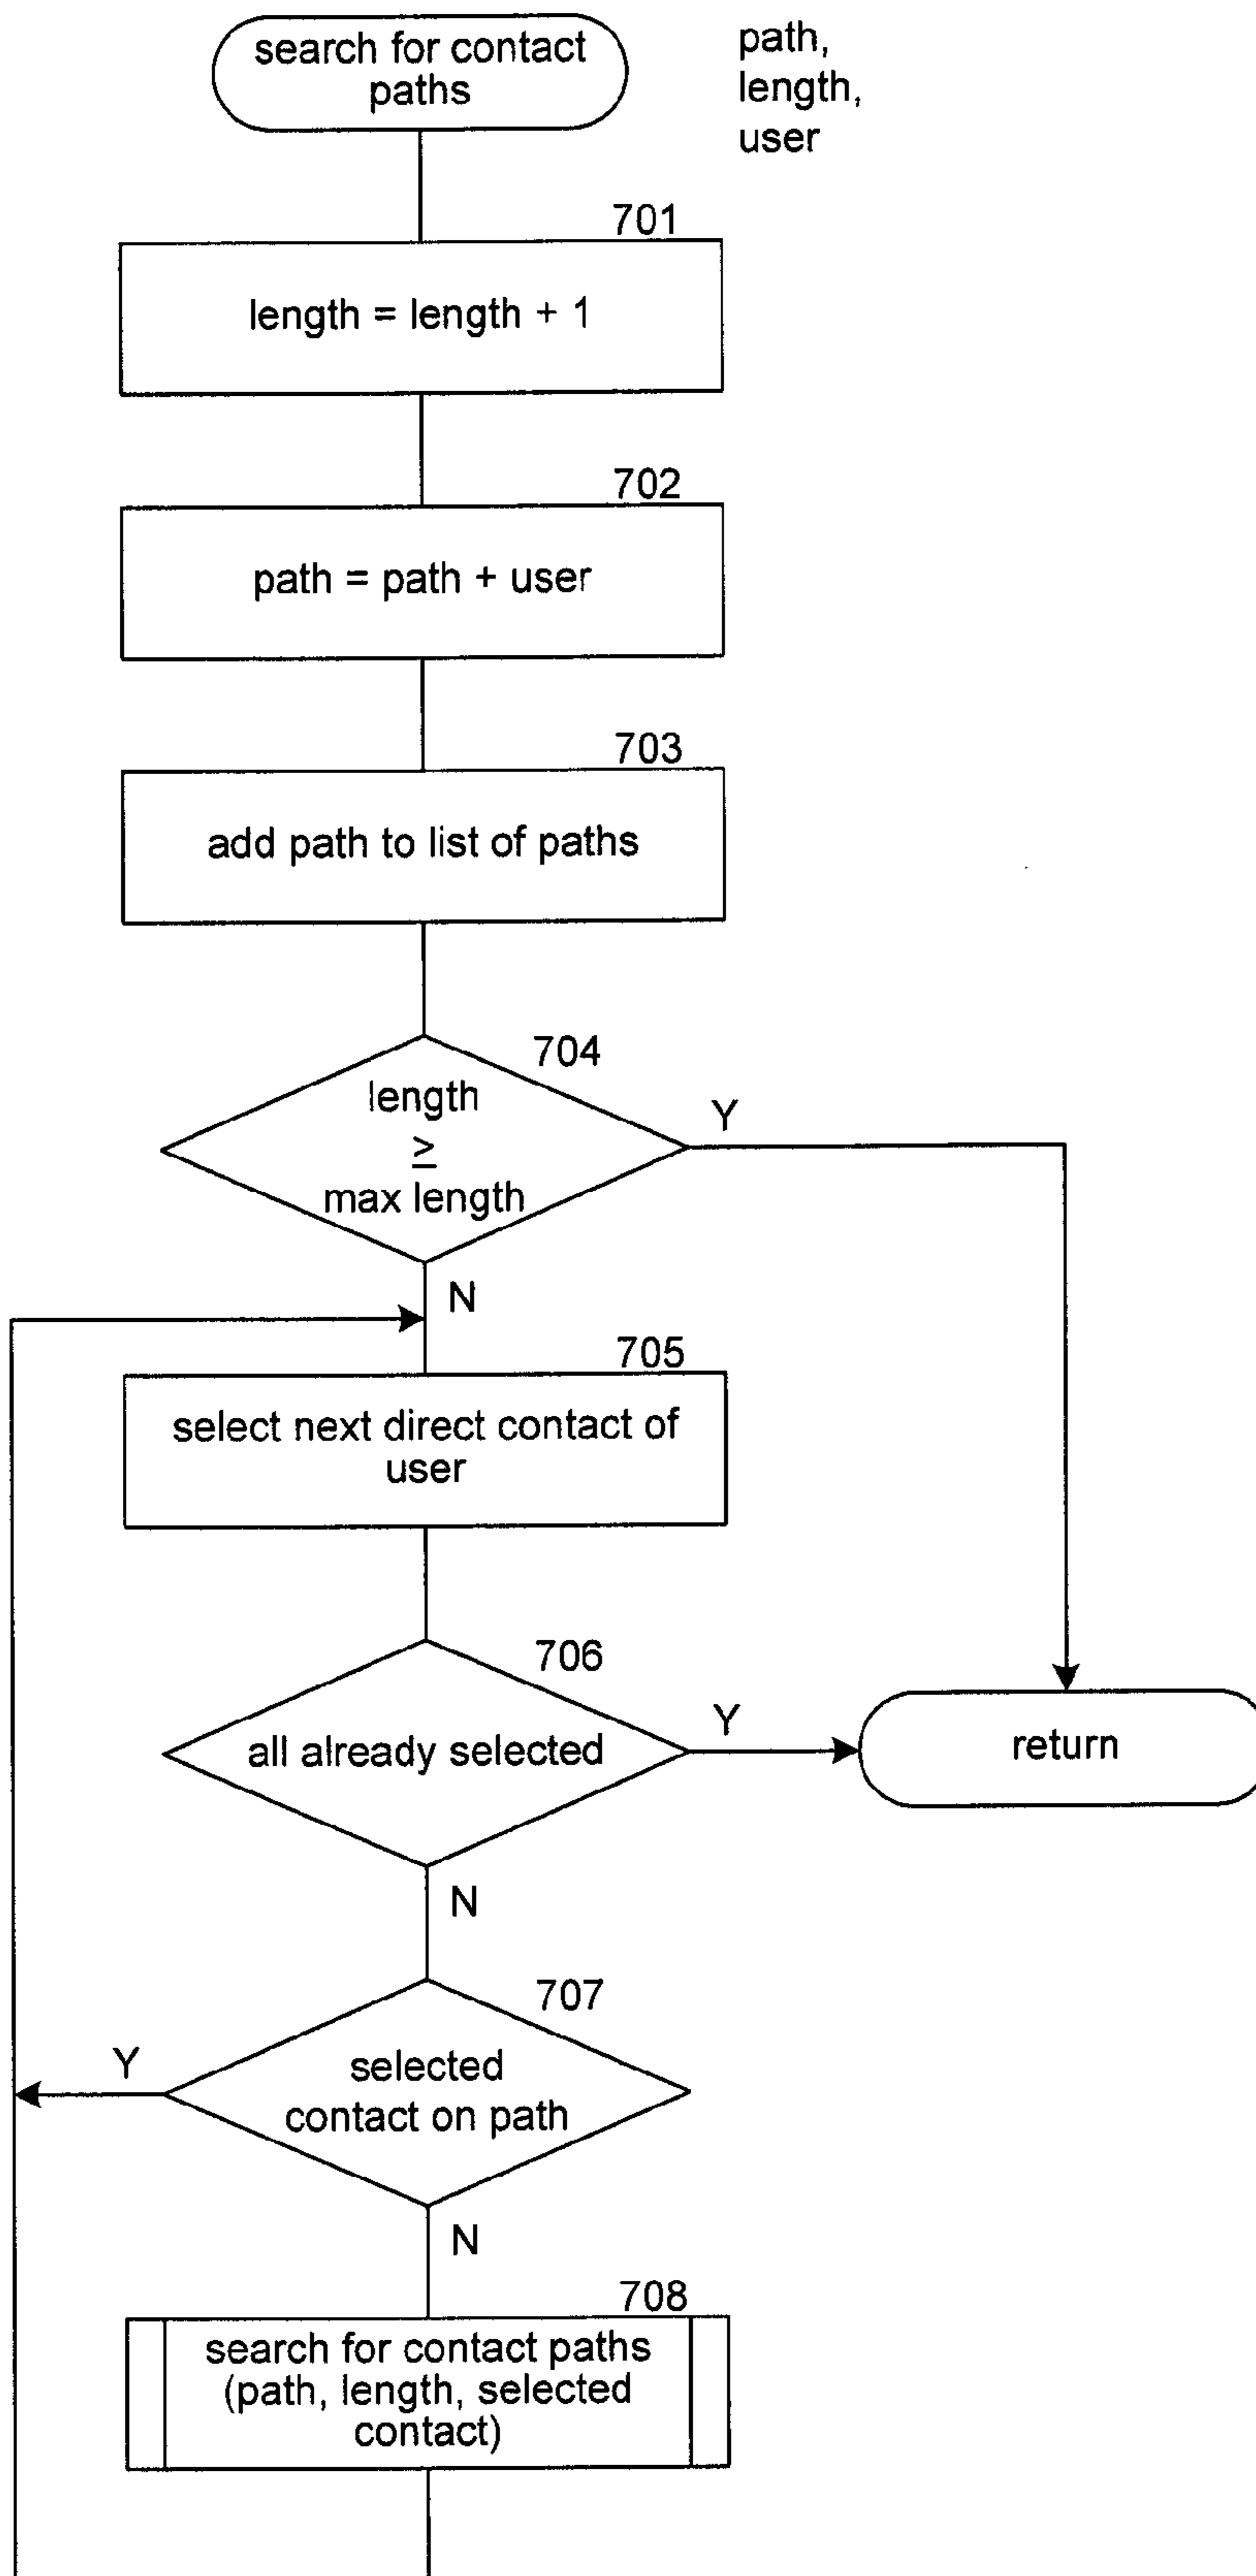 search for contact
paths
path,
length,
user
701
length = length + 1
702
path = path + user
703
add path to list of paths
704
length
≥
max length
Y
N
705
select next direct contact of
user
706
all already selected
Y
return
N
707
selected
contact on path
Y
N
708
search for contact paths
(path, length, selected
contact)